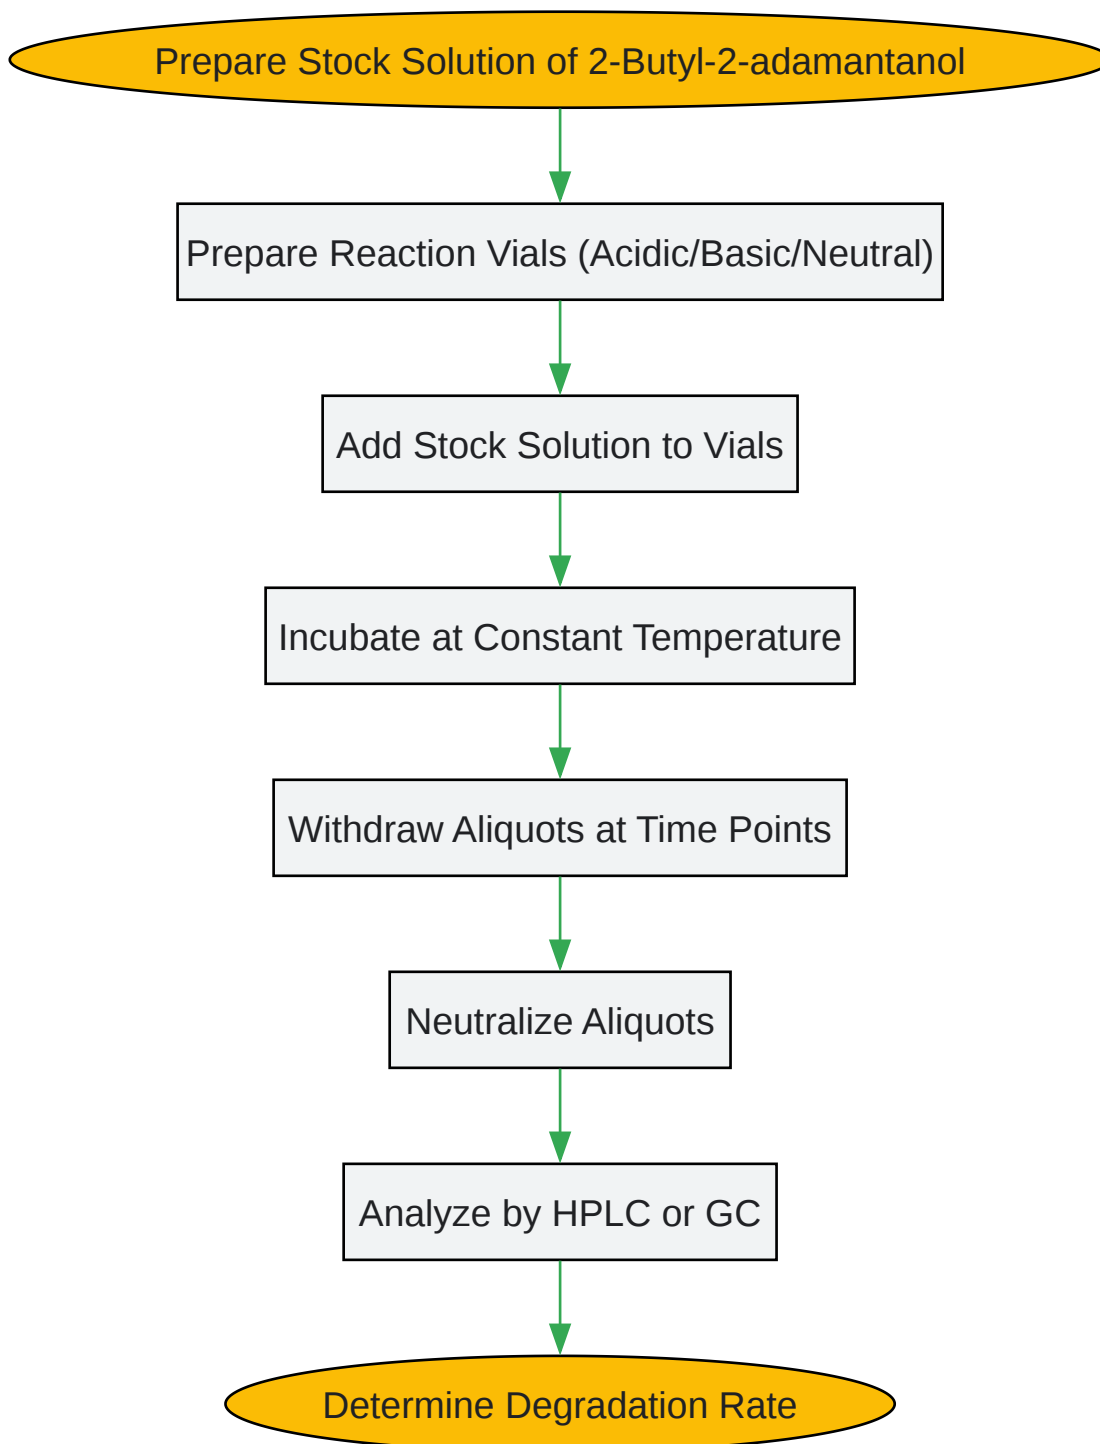 Prepare Stock Solution of 2-Butyl-2-adamantanol
Prepare Reaction Vials (Acidic/Basic/Neutral)
Add Stock Solution to Vials
Incubate at Constant Temperature
Withdraw Aliquots at Time Points
Neutralize Aliquots
Analyze by HPLC or GC
Determine Degradation Rate